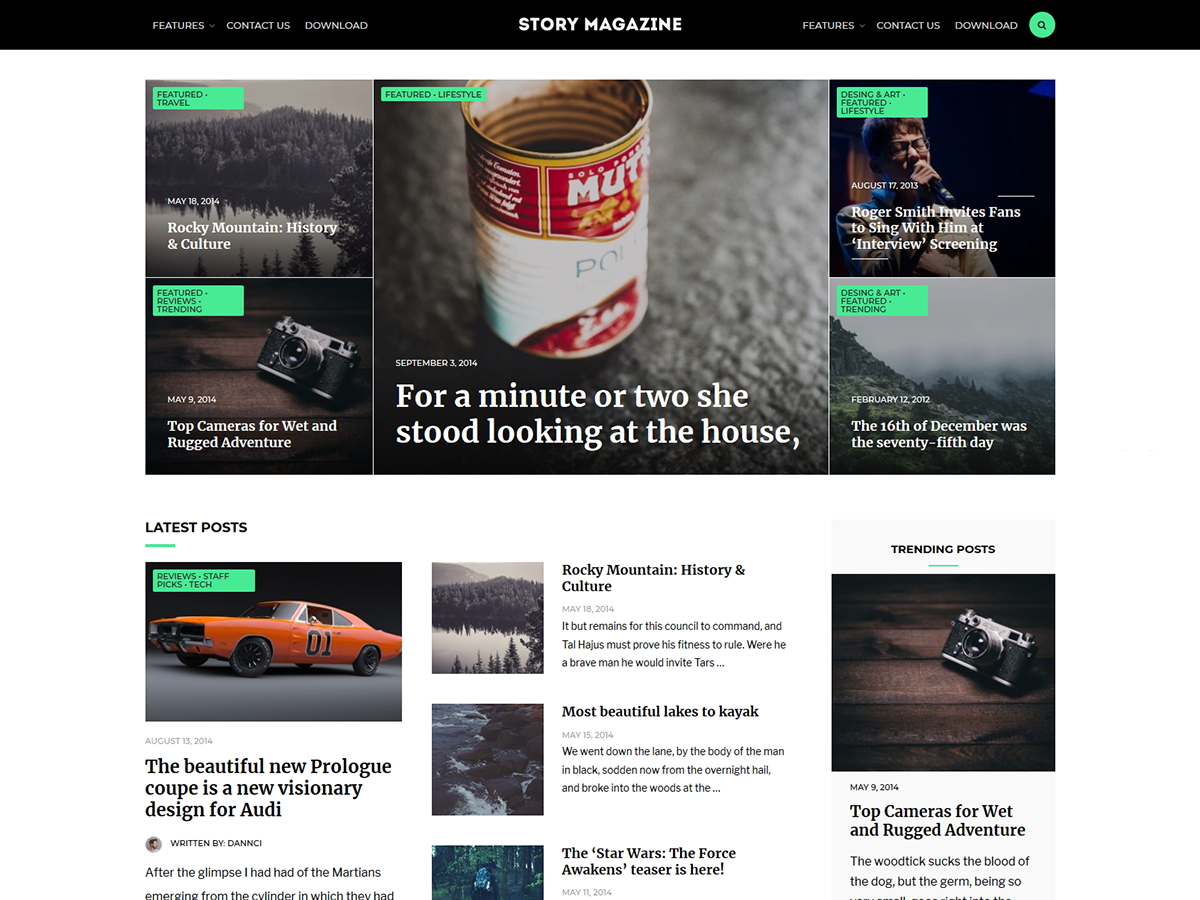 FEATURES CONTACT US DOWNLOAD
STORY MAGAZINE
FEATURES CONTACT US DOWNLOAD
FEATURED •
TRAVEL
MAY 18, 2014
Rocky Mountain: History
& Culture
FEATURED •
REVIEWS •
TRENDING
MAY 9, 2014
Top Cameras for Wet and
Rugged Adventure
FEATURED • LIFESTYLE
SOLO POMO
MUT
POL
SEPTEMBER 3, 2014
For a minute or two she
stood looking at the house,
DESING & ART •
FEATURED •
LIFESTYLE
AUGUST 17, 2013
Roger Smith Invites Fans
to Sing With Him at
‘Interview’ Screening
DESING & ART •
FEATURED •
TRENDING
FEBRUARY 12, 2012
The 16th of December was
the seventy-fifth day
LATEST POSTS
REVIEWS • STAFF
PICKS • TECH
01
AUGUST 13, 2014
The beautiful new Prologue
coupe is a new visionary
design for Audi
WRITTEN BY: DANNCI
After the glimpse I had had of the Martians
emerging from the cylinder in which they had
Rocky Mountain: History &
Culture
MAY 18, 2014
It but remains for this council to command, and
Tal Hajus must prove his fitness to rule. Were he
a brave man he would invite Tars ...
Most beautiful lakes to kayak
MAY 15, 2014
We went down the lane, by the body of the man
in black, sodden now from the overnight hail,
and broke into the woods at the ...
The ‘Star Wars: The Force
Awakens’ teaser is here!
MAY 11, 2014
TRENDING POSTS
MAY 9, 2014
Top Cameras for Wet
and Rugged Adventure
The woodtick sucks the blood of
the dog, but the germ, being so
very small, goes right into the